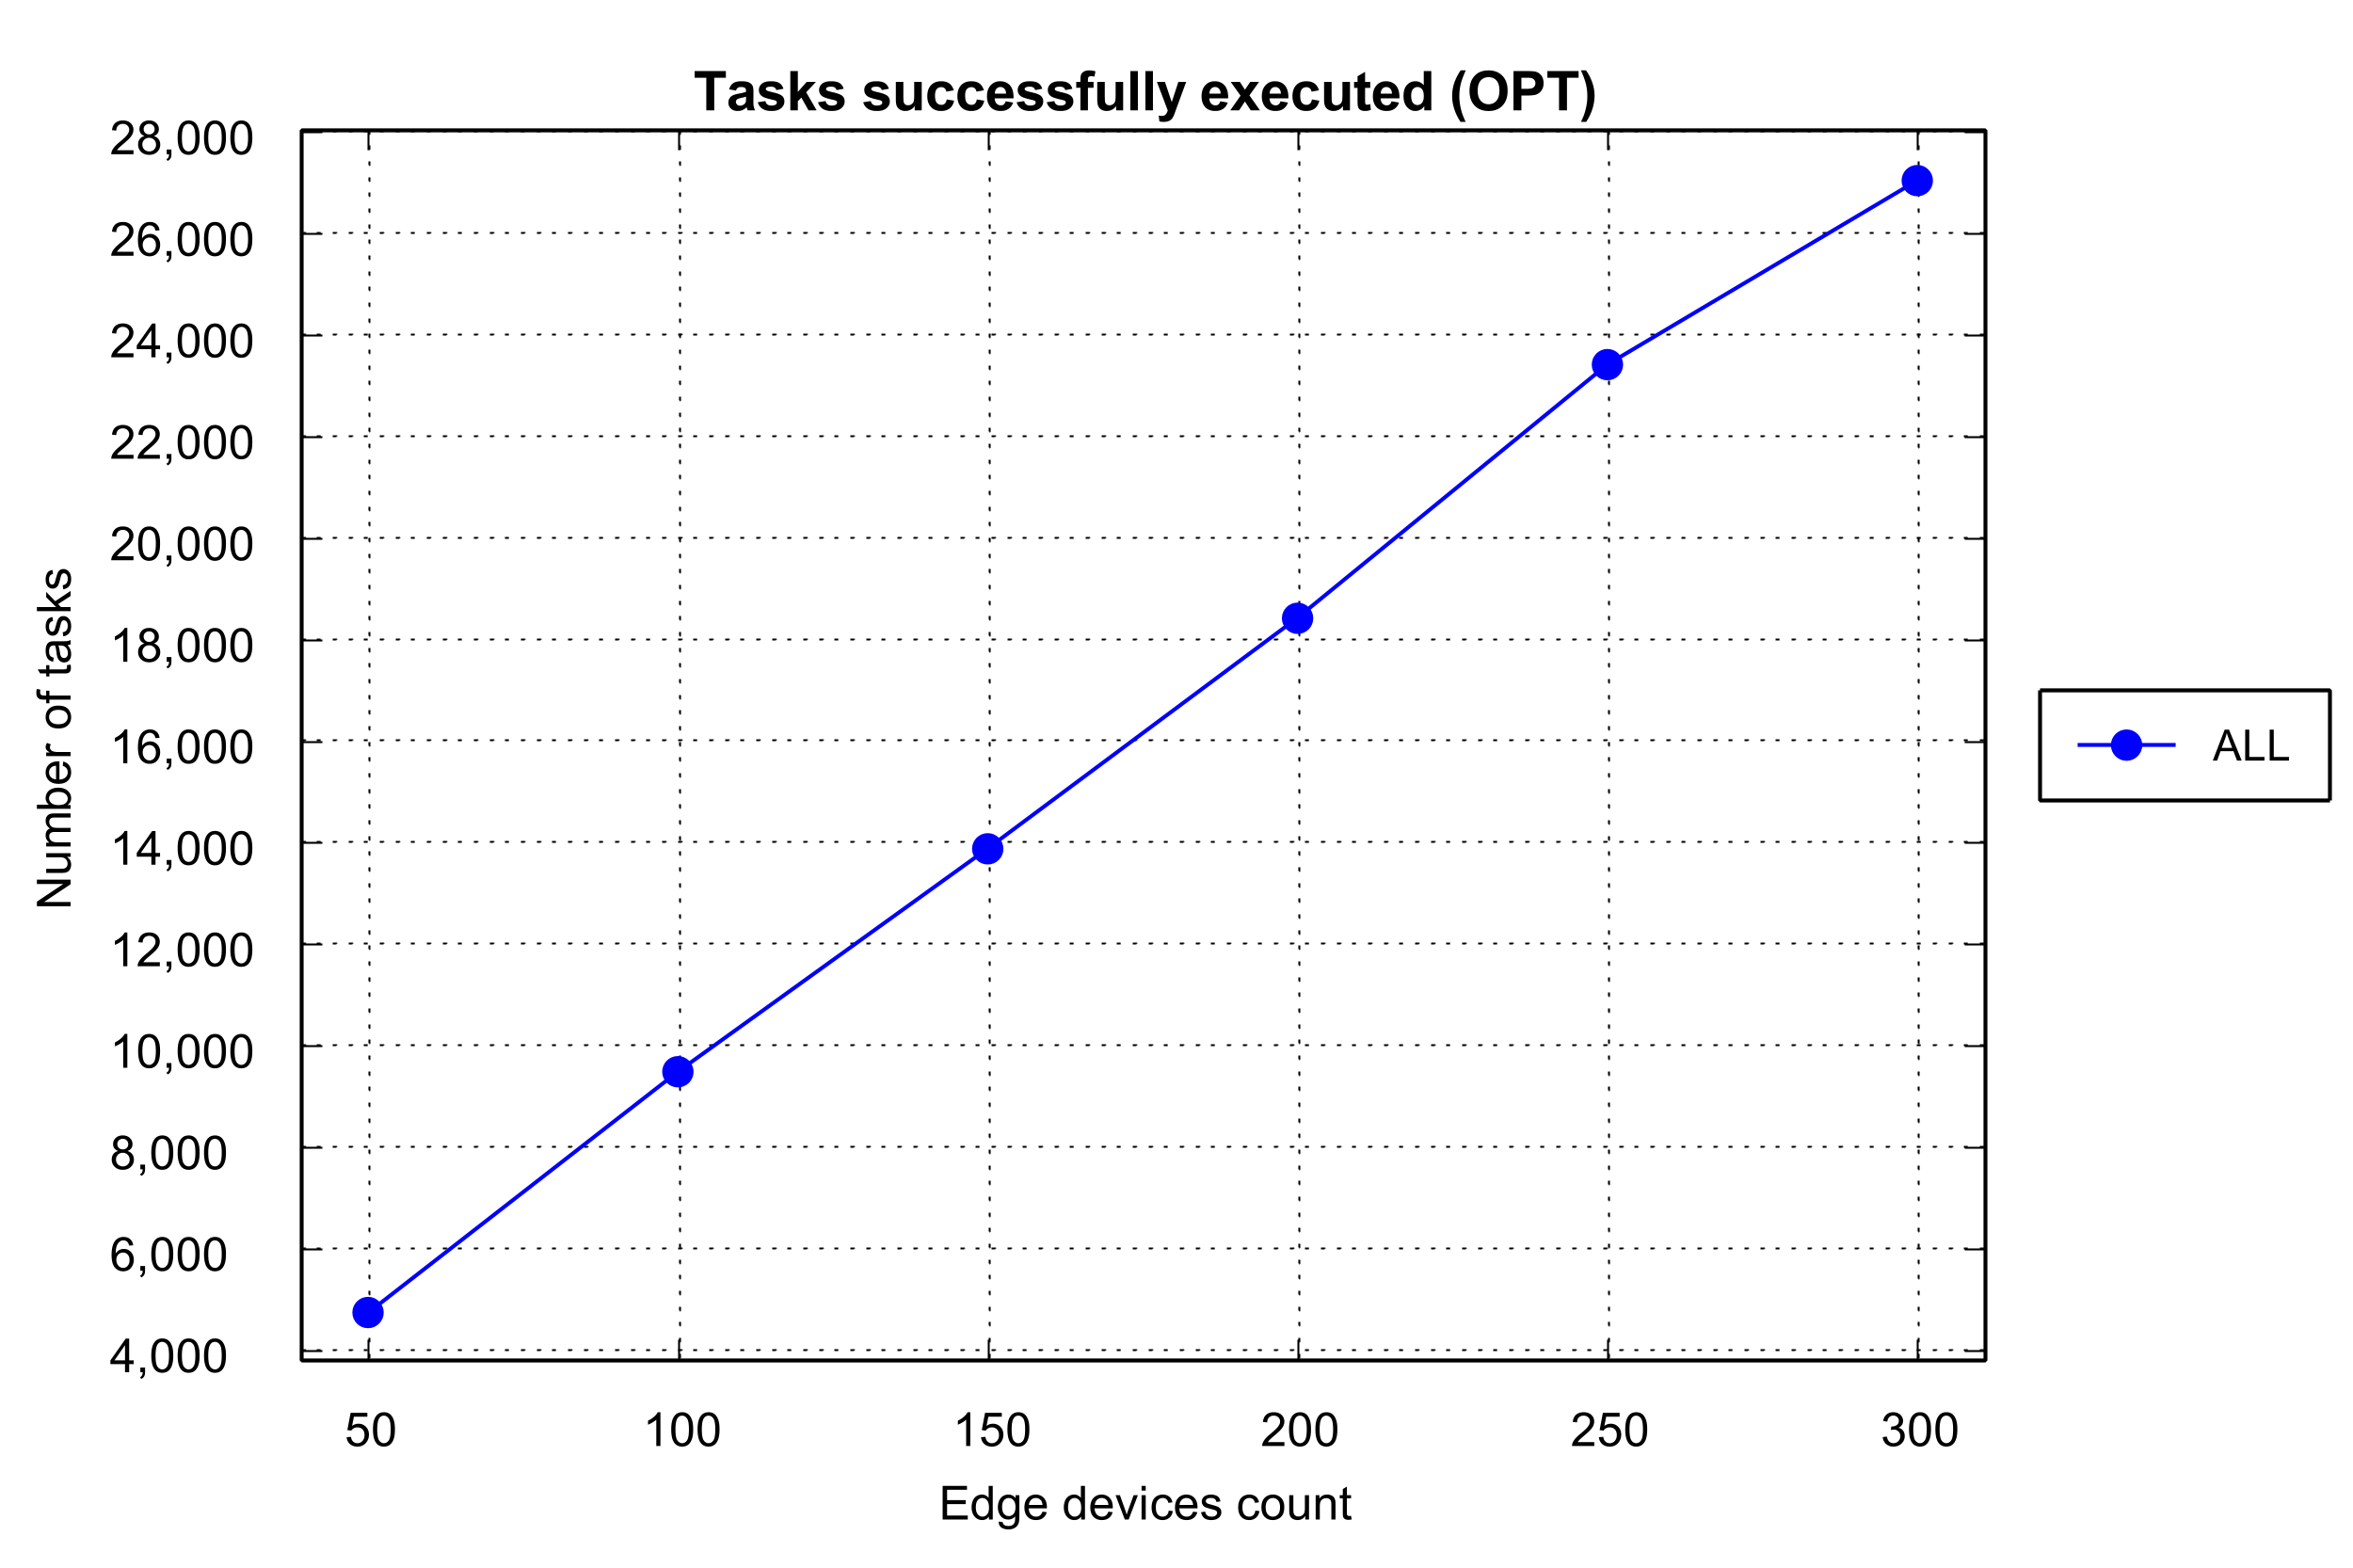 Tasks successfully executed (OPT)
28,000
26,000
24,000
22,000
20,000
18,000
16,000
14,000
12,000
10,000
8,000
6,000
4,000
Number of tasks
50 100 150 200 250 300
Edge devices count
ALL